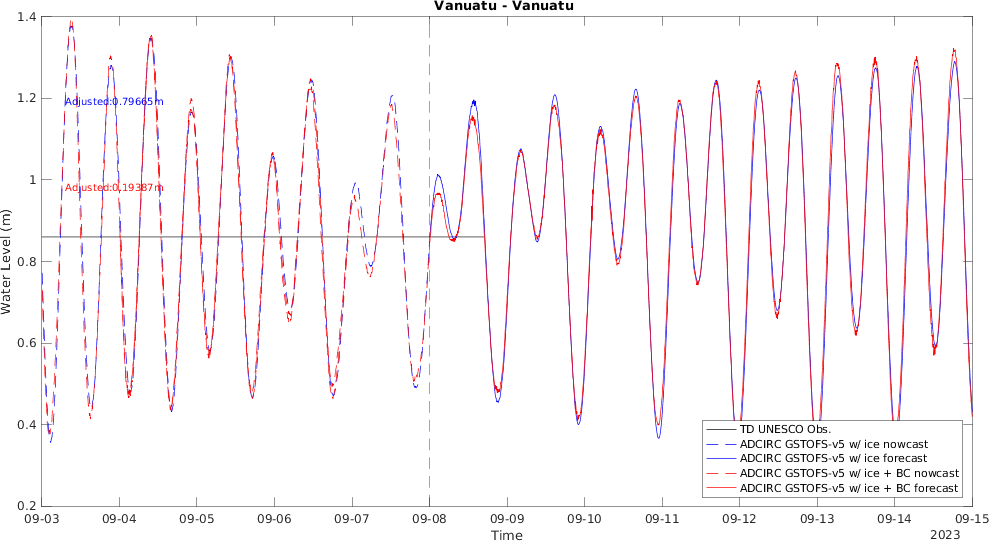 Vanuatu - Vanuatu
1.4
1.2
1
0.8
0.6
0.4
0.2
Water Level (m)
Adjusted:0.79665m
Adjusted:0.19387m
TD UNESCO Obs.
ADCIRC GSTOFS-v5 w/ ice nowcast
ADCIRC GSTOFS-v5 w/ ice forecast
ADCIRC GSTOFS-v5 w/ ice + BC nowcast
ADCIRC GSTOFS-v5 w/ ice + BC forecast
09-03 09-04 09-05 09-06 09-07 09-08 09-09 09-10 09-11 09-12 09-13 09-14 09-15
Time
2023